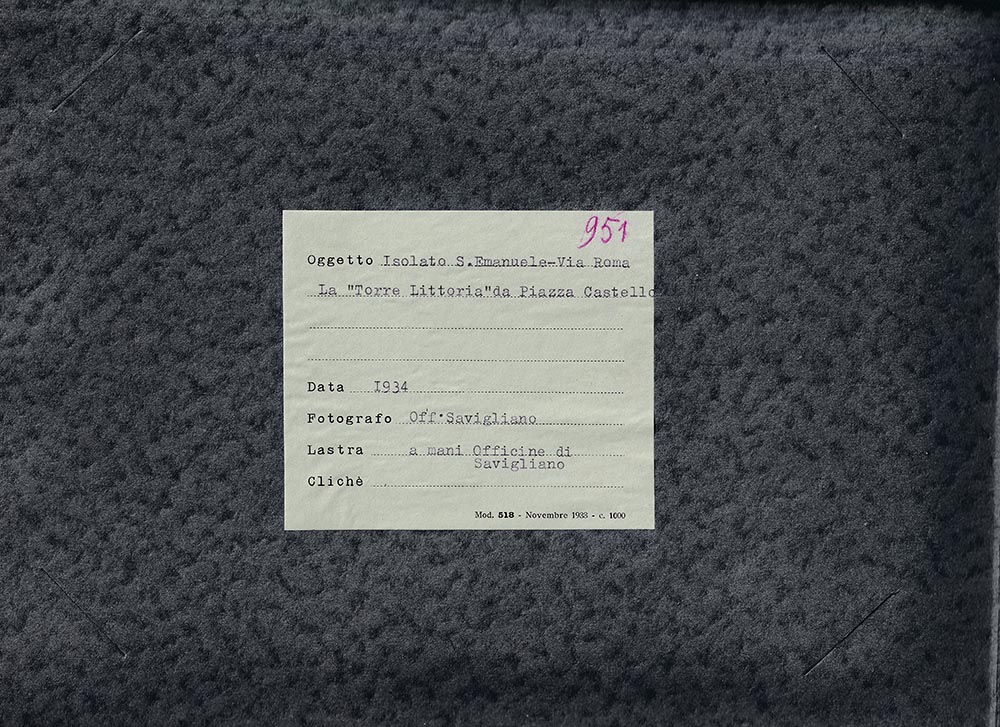 951
Oggetto Isolato S.Emanuele-Via Roma
La "Torre Littoria"da Piazza Castello
Data I934
Fotografo Off.Savigliano
Lastra a mani Officine di
Savigliano
Clichè
Mod. 518 - Novembre 1933 - c. 1000